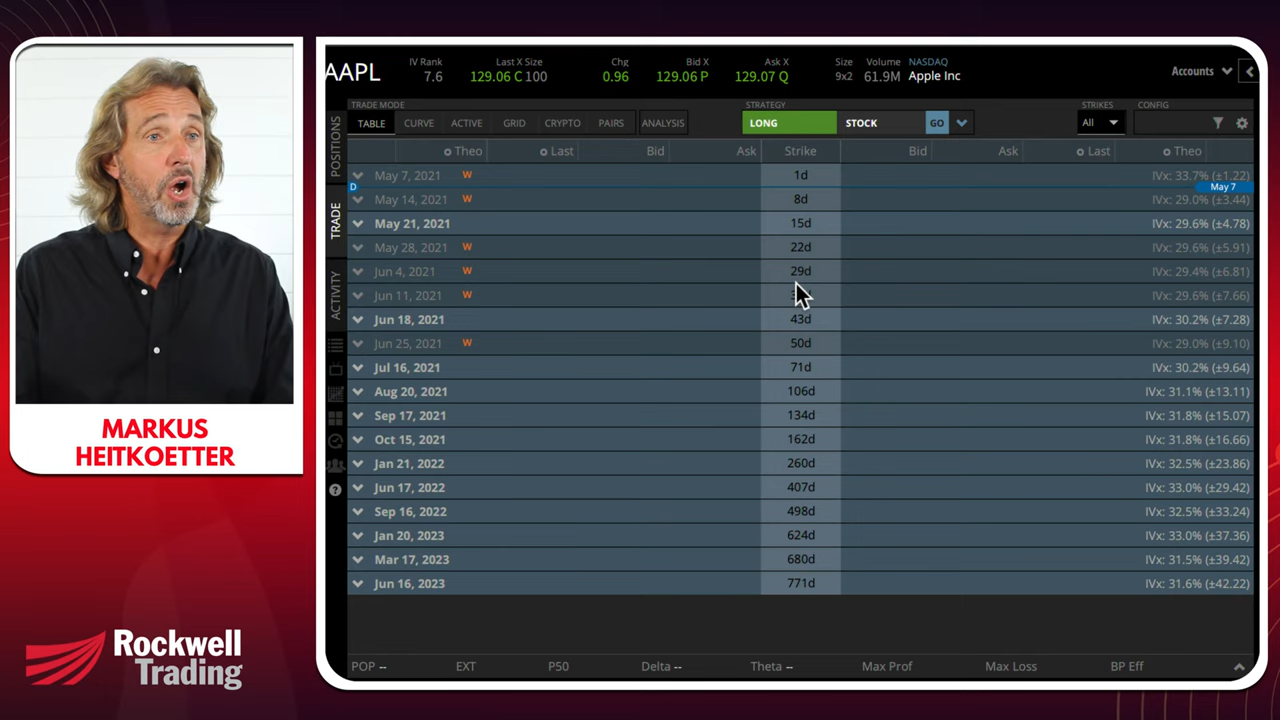 AAPL
IV Rank
7.6
Last X Size
129.06 C 100
Chg
0.96
Bid X
129.06 P
Ask X
129.07 Q
Size
9x2
Volume
61.9M
NASDAQ
Apple Inc
Accounts
TRADE MODE
STRATEGY
STRIKES
CONFIG
TABLE CURVE ACTIVE GRID CRYPTO PAIRS ANALYSIS LONG STOCK GO All
POSITIONS
TRADE
ACTIVITY
Theo Last Bid Ask Strike Bid Ask Last Theo
May 7, 2021 W 1d IVx: 33.7% (±1.22)
D May 7
May 14, 2021 W 8d IVx: 29.0% (±3.44)
May 21, 2021 15d IVx: 29.6% (±4.78)
May 28, 2021 W 22d IVx: 29.6% (±5.91)
Jun 4, 2021 W 29d IVx: 29.4% (±6.81)
Jun 11, 2021 W IVx: 29.6% (±7.66)
Jun 18, 2021 43d IVx: 30.2% (±7.28)
Jun 25, 2021 W 50d IVx: 29.0% (±9.10)
Jul 16, 2021 71d IVx: 30.2% (±9.64)
Aug 20, 2021 106d IVx: 31.1% (±13.11)
Sep 17, 2021 134d IVx: 31.8% (±15.07)
Oct 15, 2021 162d IVx: 31.8% (±16.66)
Jan 21, 2022 260d IVx: 32.5% (±23.86)
Jun 17, 2022 407d IVx: 33.0% (±29.42)
Sep 16, 2022 498d IVx: 32.5% (±33.24)
Jan 20, 2023 624d IVx: 33.0% (±37.36)
Mar 17, 2023 680d IVx: 31.5% (±39.42)
Jun 16, 2023 771d IVx: 31.6% (±42.22)
POP -- EXT P50 Delta -- Theta -- Max Prof Max Loss BP Eff
MARKUS
HEITKOETTER
Rockwell
Trading